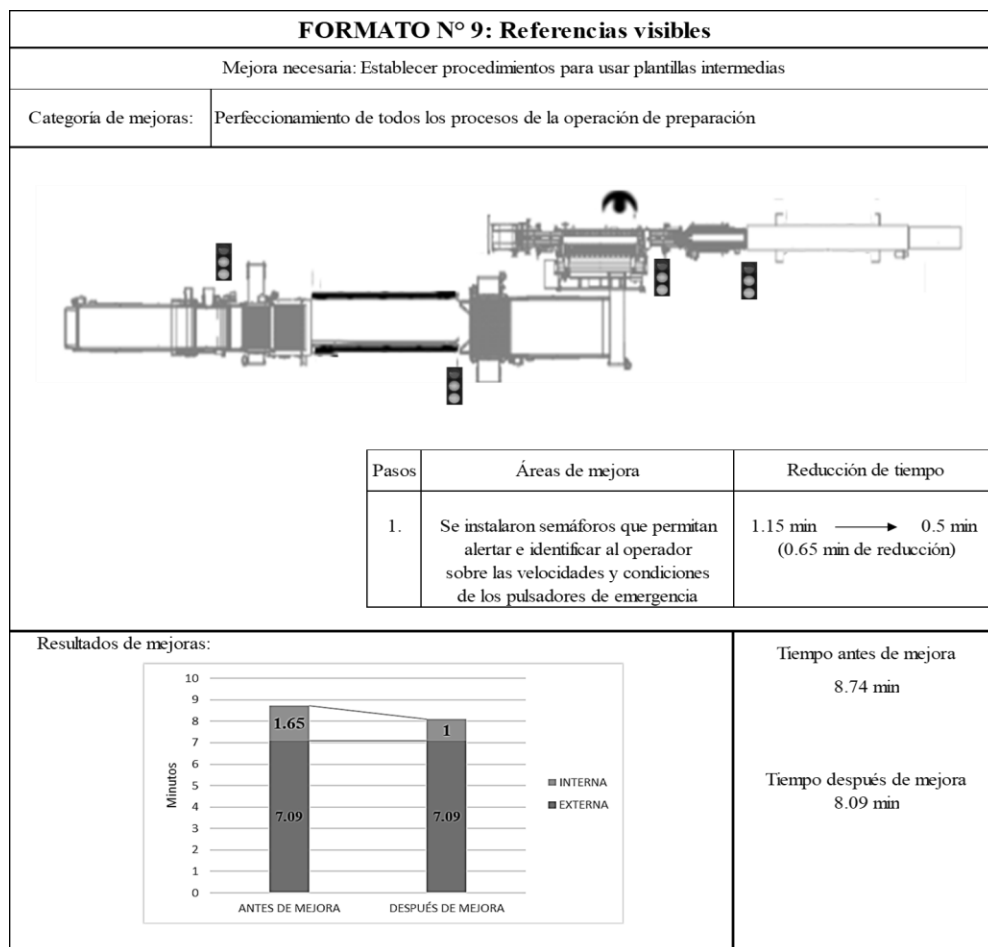 FORMATO N° 9: Referencias visibles
Mejora necesaria: Establecer procedimientos para usar plantillas intermedias
Categoría de mejoras:
Perfeccionamiento de todos los procesos de la operación de preparación
Pasos
Áreas de mejora
Reducción de tiempo
1.
Se instalaron semáforos que permitan
alertar e identificar al operador
sobre las velocidades y condiciones
de los pulsadores de emergencia
1.15 min
0.5 min
(0.65 min de reducción)
Resultados de mejoras:
10
9
8
7
6
5
4
3
2
1
0
Minutos
1.65
7.09
1
7.09
ANTES DE MEJORA
DESPUÉS DE MEJORA
INTERNA
EXTERNA
Tiempo antes de mejora
8.74 min
Tiempo después de mejora
8.09 min